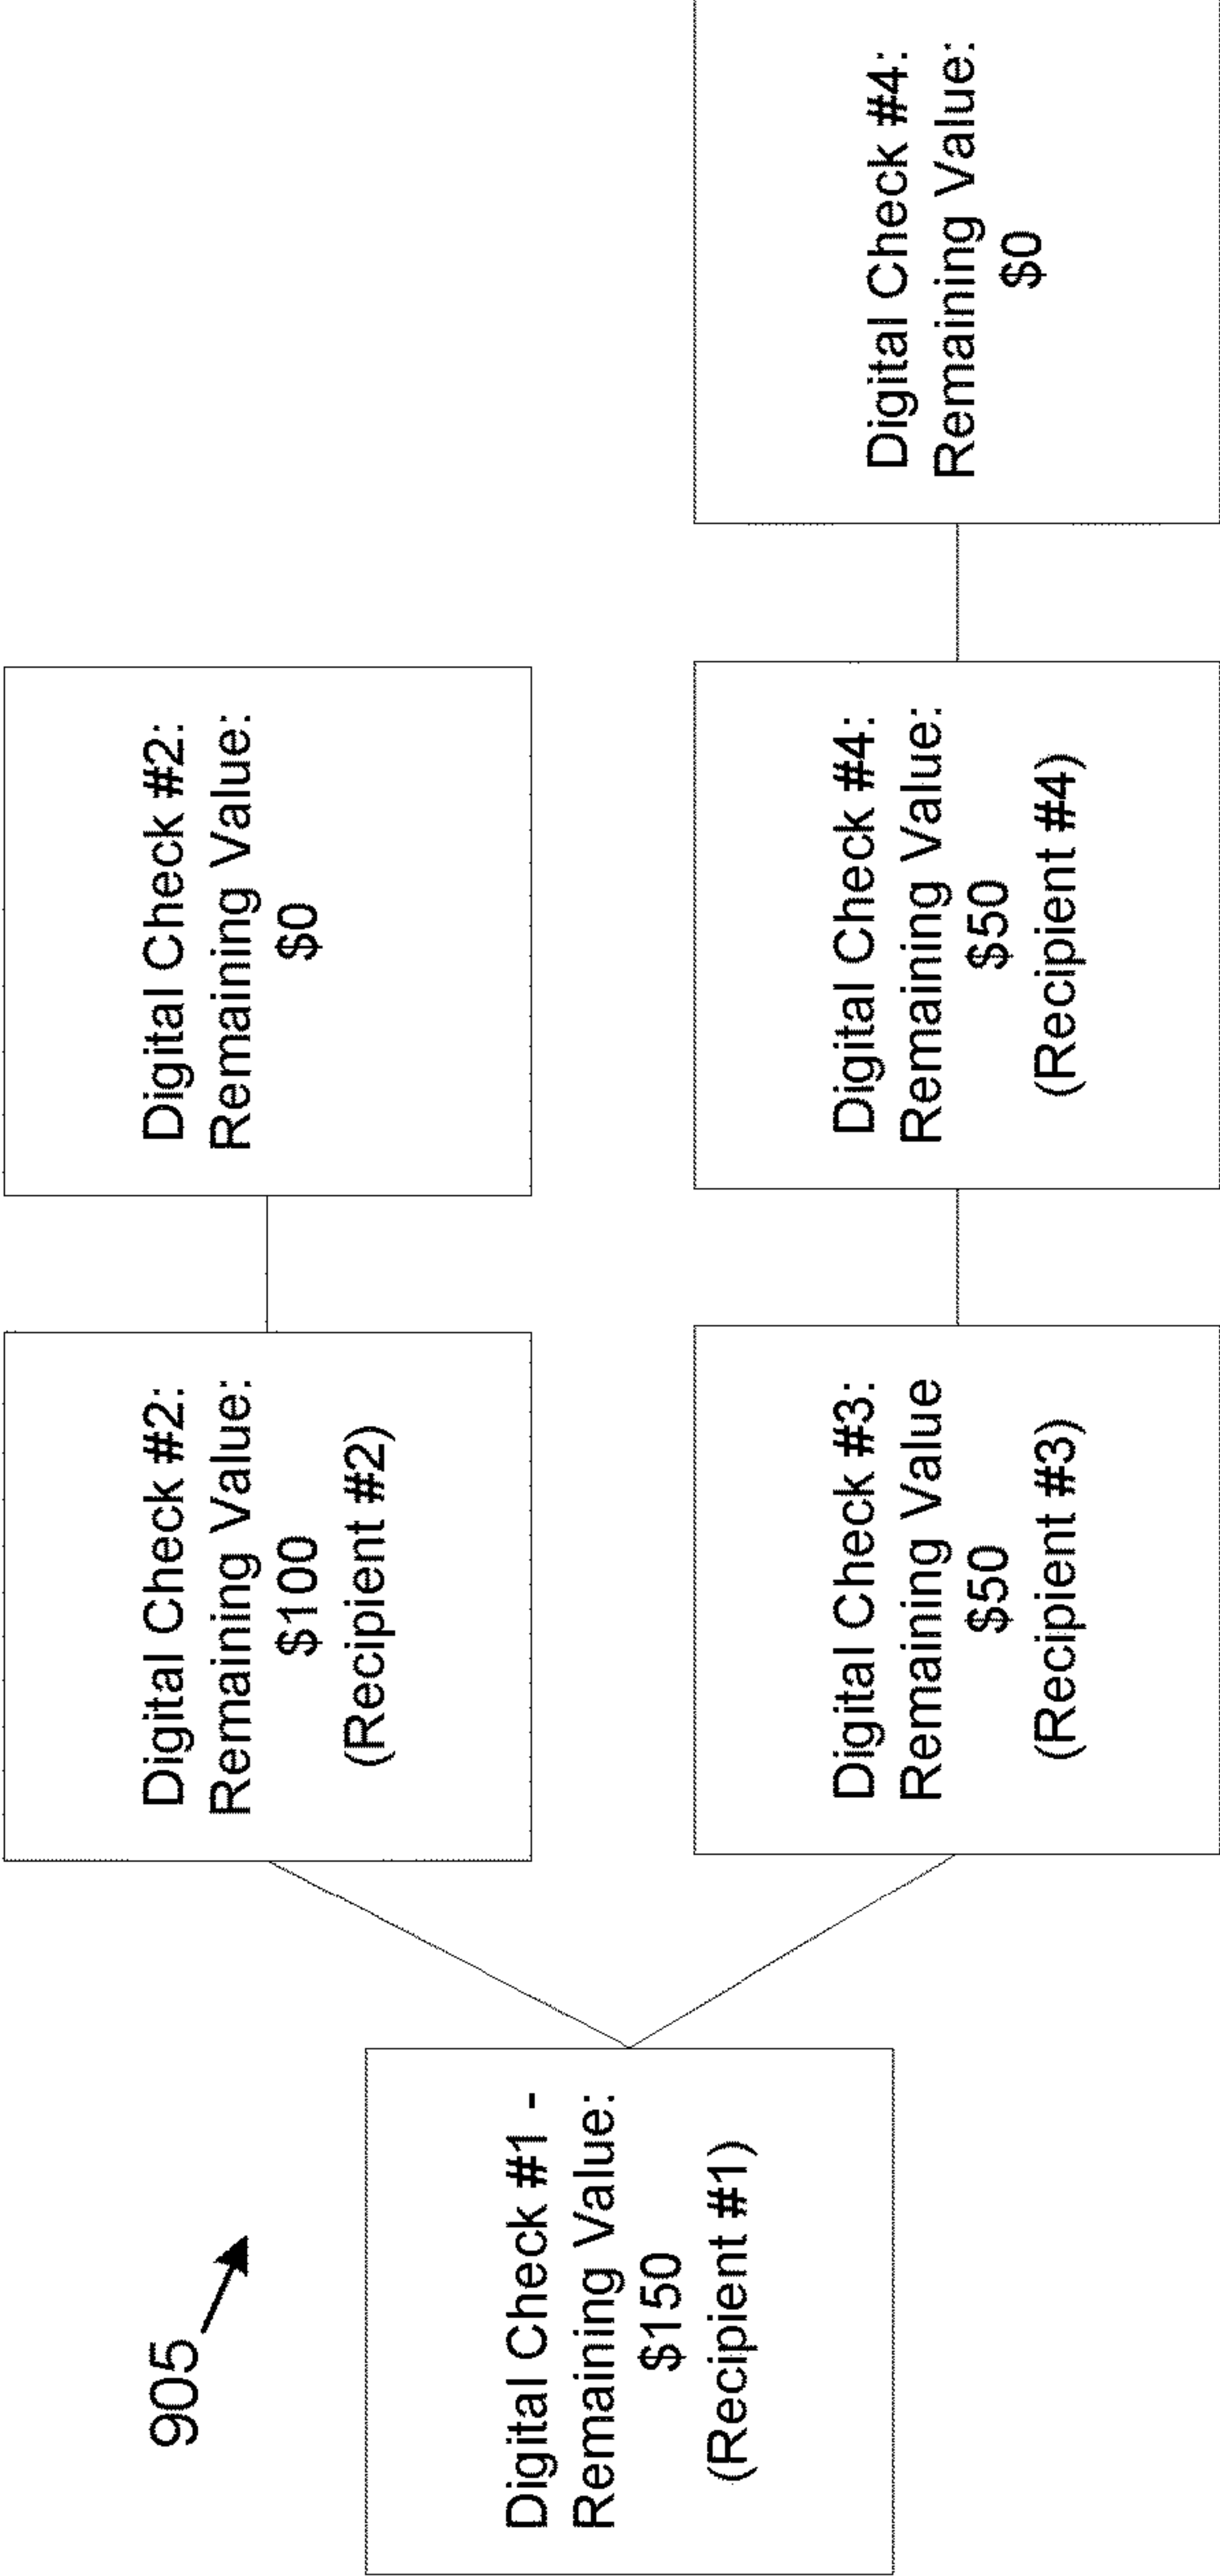 905
Digital Check #1 -
Remaining Value:
$150
(Recipient #1)
Digital Check #2:
Remaining Value:
$100
(Recipient #2)
Digital Check #2:
Remaining Value:
$0
Digital Check #3:
Remaining Value
$50
(Recipient #3)
Digital Check #4:
Remaining Value:
$50
(Recipient #4)
Digital Check #4:
Remaining Value:
$0